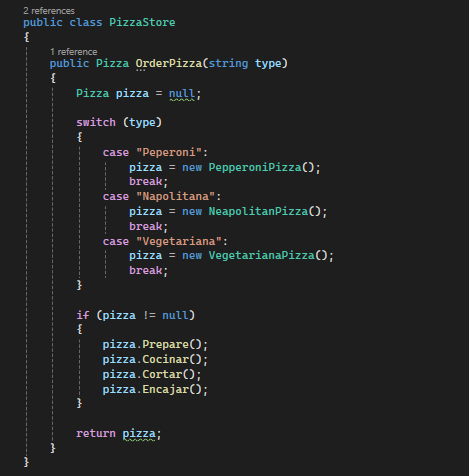 2 references
public class PizzaStore
{
1 reference
public Pizza OrderPizza(string type)
{
Pizza pizza = null;
switch (type)
{
case "Peperoni":
pizza = new PepperoniPizza();
break;
case "Napolitana":
pizza = new NeapolitanPizza();
break;
case "Vegetariana":
pizza = new VegetarianaPizza();
break;
}
if (pizza != null)
{
pizza.Prepare();
pizza.Cocinar();
pizza.Cortar();
pizza.Encajar();
}
return pizza;
}
}